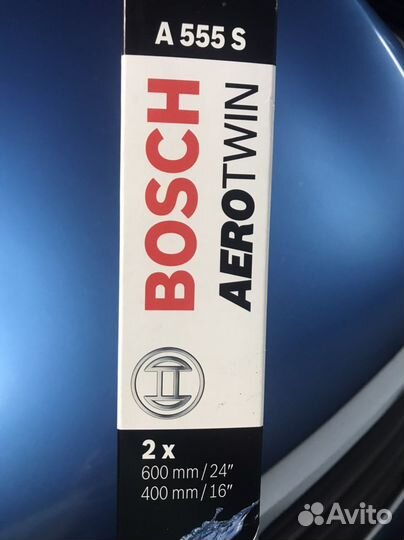 A 555 S
BOSCH
AEROTWIN
2 x
600 mm/24"
400 mm/16"
Avito